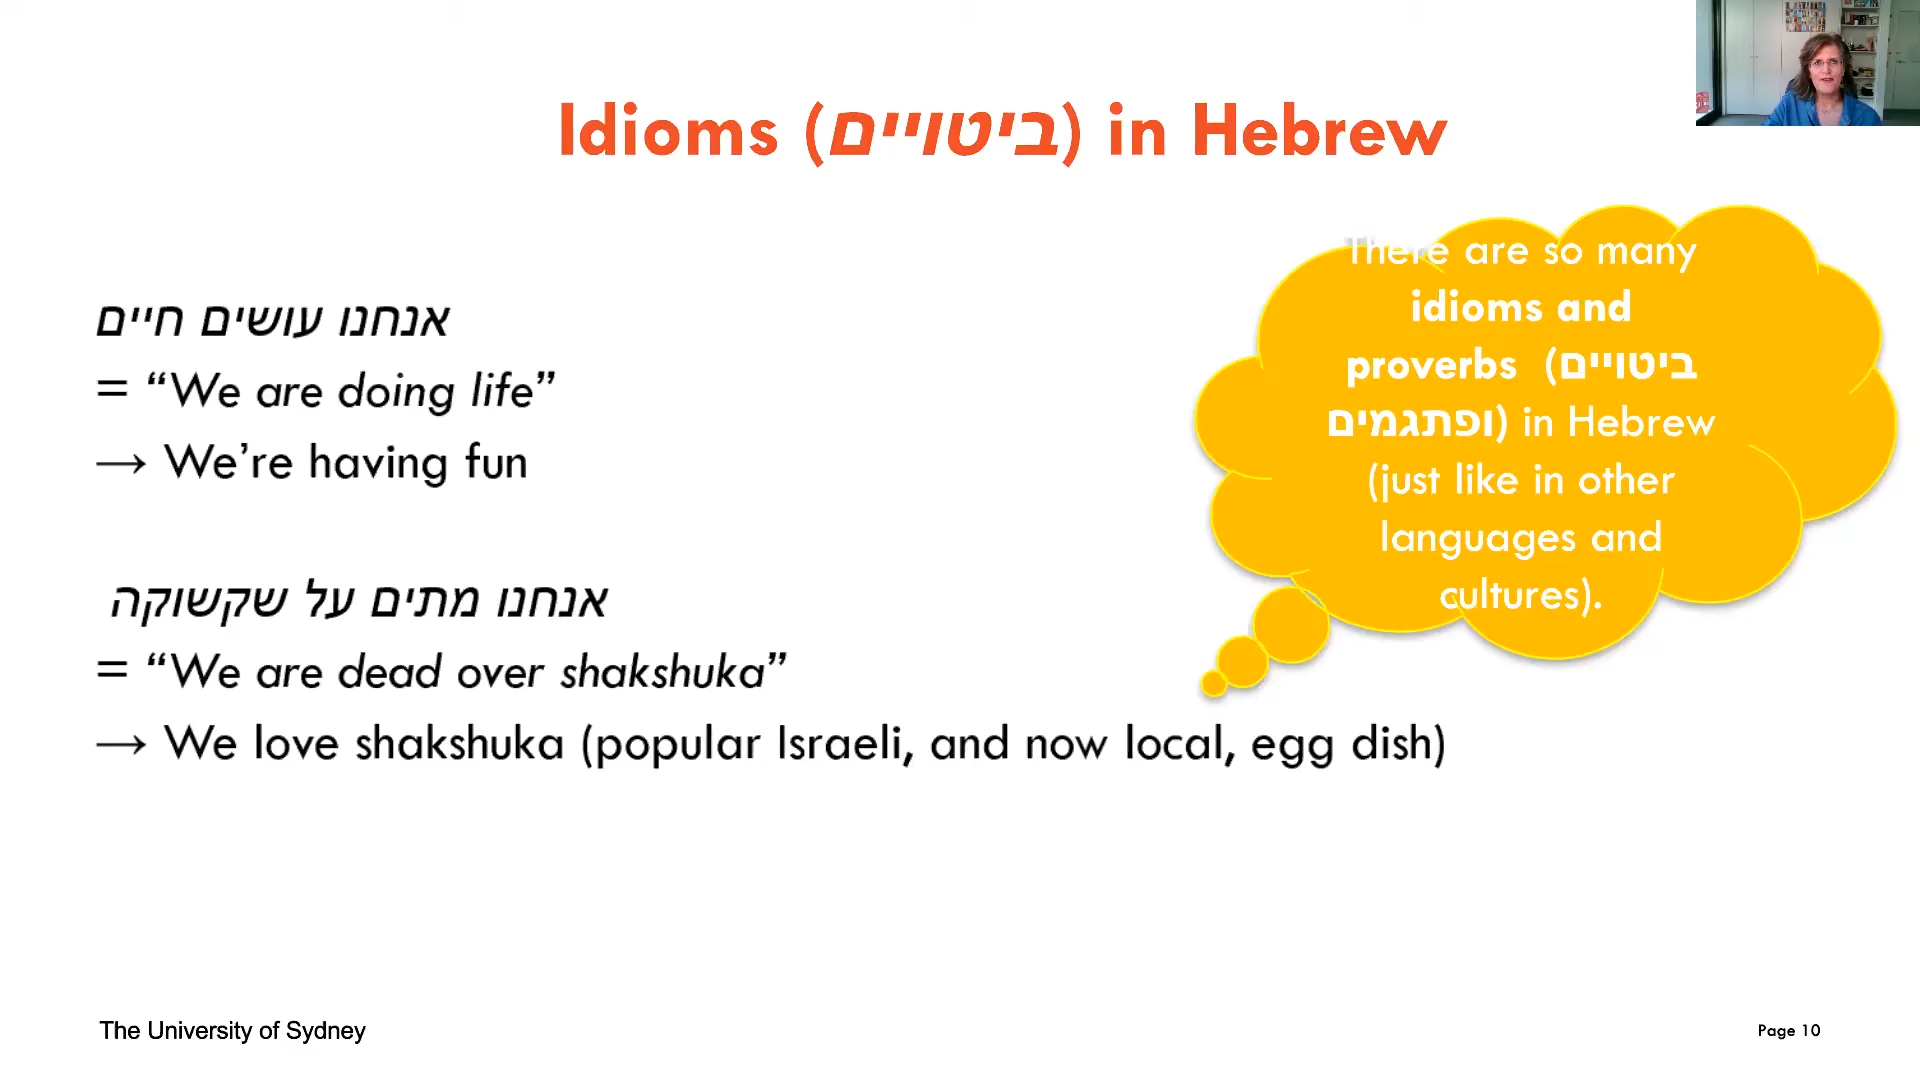 Idioms (ביטויים) in Hebrew
אנחנו עושים חיים
= “We are doing life”
→ We’re having fun
אנחנו מתים על שקשוקה
= “We are dead over shakshuka”
→ We love shakshuka (popular Israeli, and now local, egg dish)
There are so many
idioms and
proverbs (ביטויים
ופתגמים) in Hebrew
(just like in other
languages and
cultures).
The University of Sydney
Page 10